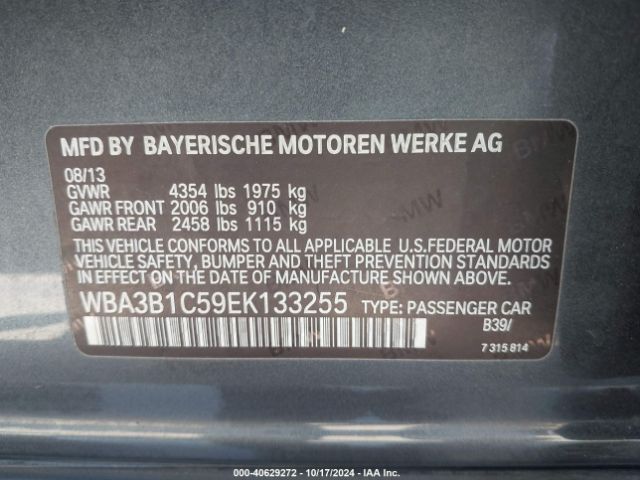 MFD BY BAYERISCHE MOTOREN WERKE AG
08/13
GVWR 4354 lbs 1975 kg
GAWR FRONT 2006 lbs 910 kg
GAWR REAR 2458 lbs 1115 kg
THIS VEHICLE CONFORMS TO ALL APPLICABLE U.S.FEDERAL MOTOR
VEHICLE SAFETY, BUMPER AND THEFT PREVENTION STANDARDS
IN EFFECT ON THE DATE OF MANUFACTURE SHOWN ABOVE.
WBA3B1C59EK133255 TYPE: PASSENGER CAR
B39/
7 315 814
000-40629272 - 10/17/2024 - IAA Inc.